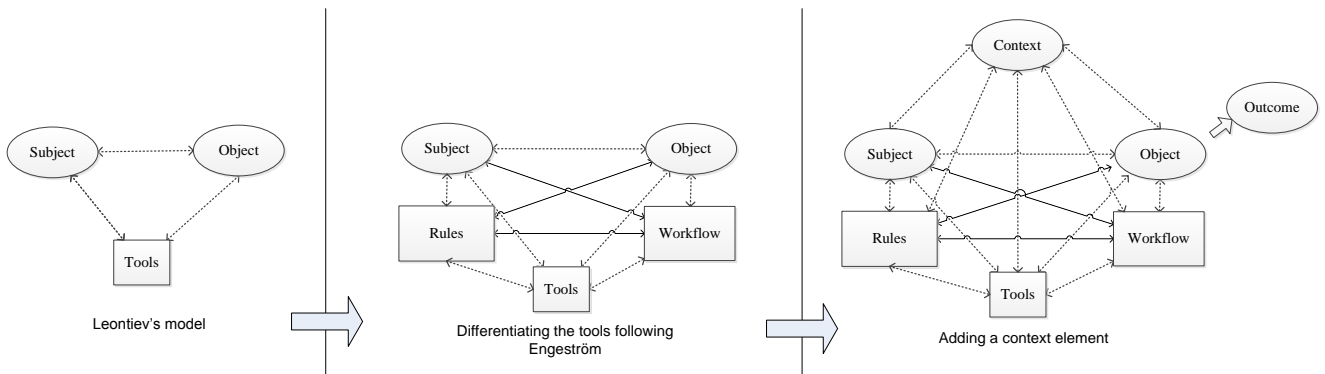 Subject
Object
Tools
Leontiev's model
Subject
Object
Rules
Workflow
Tools
Differentiating the tools following
Engeström
Context
Outcome
Subject
Object
Rules
Workflow
Tools
Adding a context element